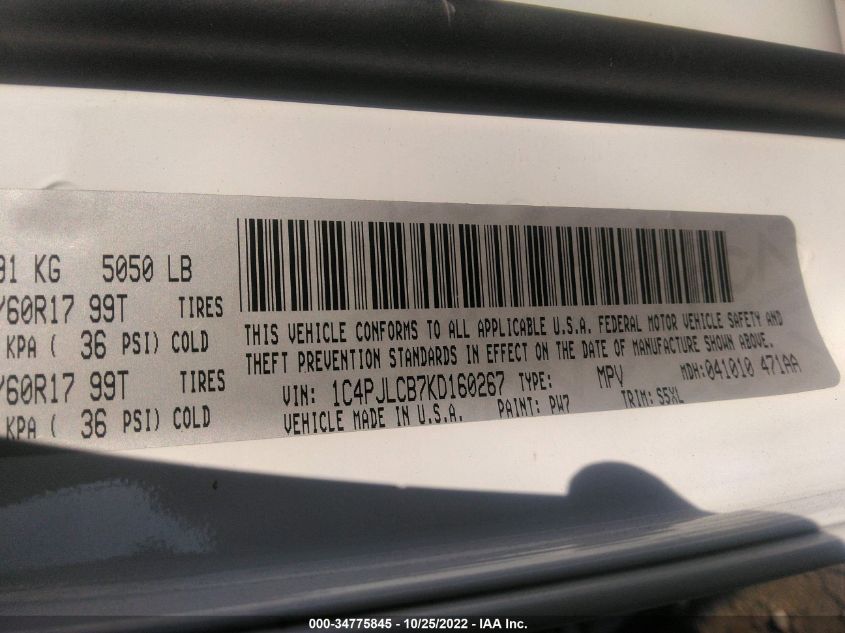 91 KG 5050 LB
/60R17 99T TIRES
KPA ( 36 PSI) COLD
/60R17 99T TIRES
KPA ( 36 PSI) COLD
THIS VEHICLE CONFORMS TO ALL APPLICABLE U.S.A. FEDERAL MOTOR VEHICLE SAFETY AND
THEFT PREVENTION STANDARDS IN EFFECT ON THE DATE OF MANUFACTURE SHOWN ABOVE.
VIN: 1C4PJLCB7KD160267 TYPE: MPV MDH: 041010 471AA
VEHICLE MADE IN U.S.A. PAINT: PW7 TRIM: S5XL
000-34775845 - 10/25/2022 - IAA Inc.